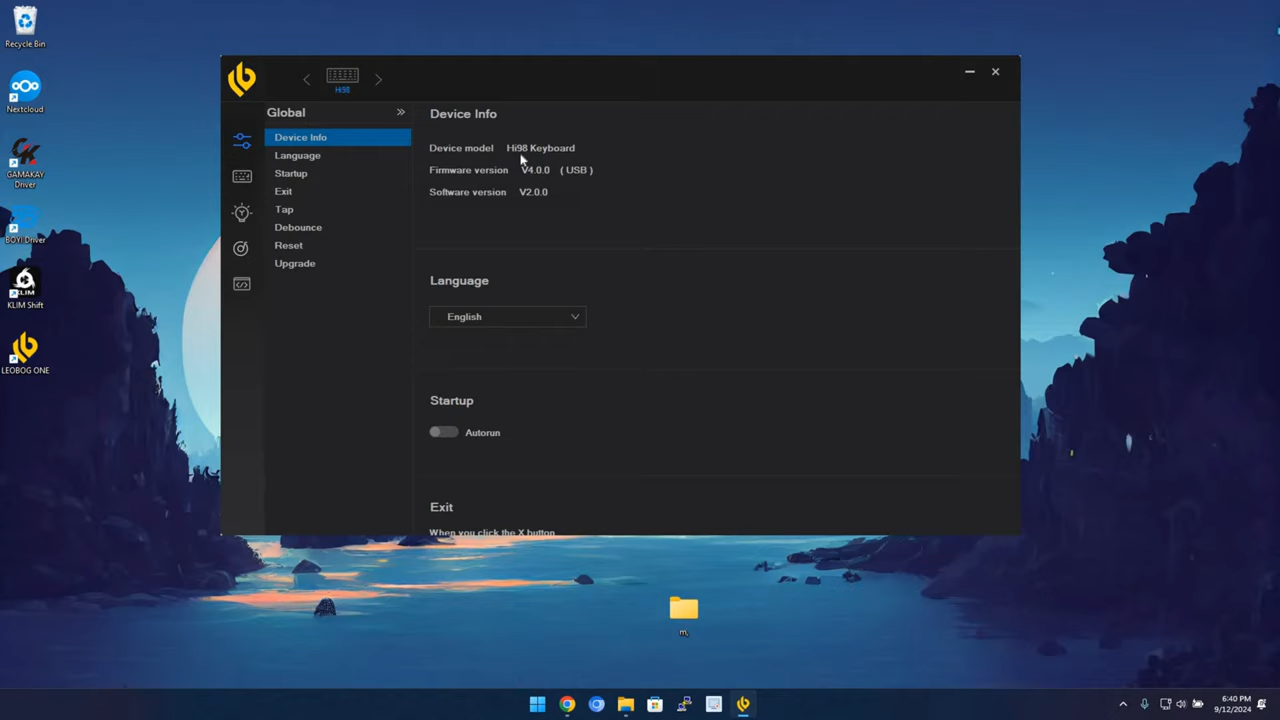 Recycle Bin
Nextcloud
GAMAKAY
Driver
BOYI Driver
KLIM
KLIM Shift
LEOBOG ONE
Hi98
Global
Device Info
Language
Startup
Exit
Tap
Debounce
Reset
Upgrade
Device Info
Device model Hi98 Keyboard
Firmware version V4.0.0 ( USB )
Software version V2.0.0
Language
English
Startup
Autorun
Exit
When you click the X button
m,
6:40 PM
9/12/2024